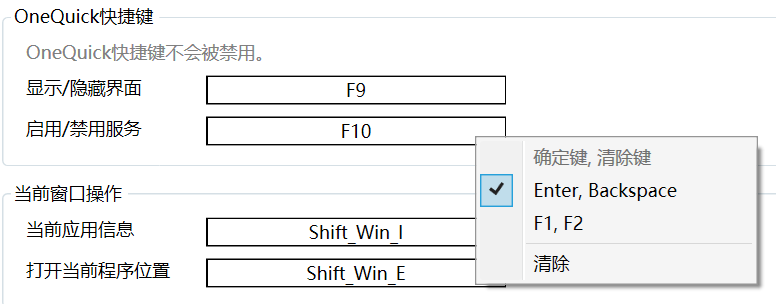 OneQuick快捷键
OneQuick快捷键不会被禁用。
显示/隐藏界面 F9
启用/禁用服务 F10
确定键, 清除键
Enter, Backspace
F1, F2
清除
当前窗口操作
当前应用信息 Shift_Win_I
打开当前程序位置 Shift_Win_E